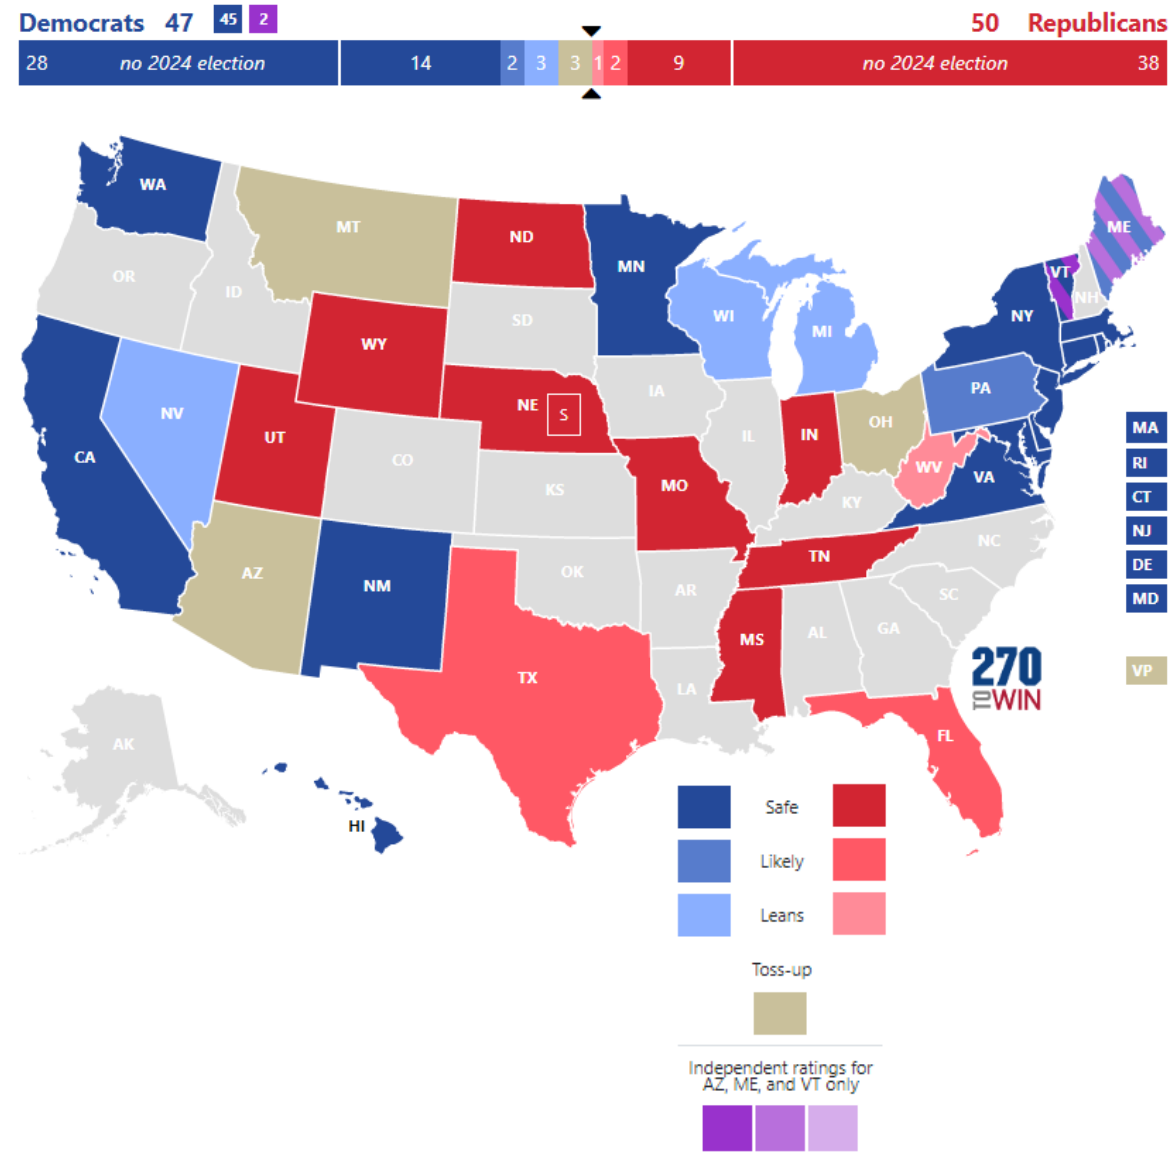 Democrats 47 45 2 50 Republicans
28 no 2024 election 14 2 3 3 1 2 9 no 2024 election 38
WA
MT
ND
MN
ME
VT
OR
ID
SD
WI
MI
NY
NH
WY
IA
PA
NV
UT
NE S
CO
KS
MO
IL
IN
OH
WV
VA
KY
CA
MA
RI
CT
NJ
DE
MD
AZ
NM
OK
AR
TN
NC
SC
MS
AL
GA
TX
LA
FL
VP
270
TO WIN
AK
HI
Safe
Likely
Leans
Toss-up
Independent ratings for
AZ, ME, and VT only